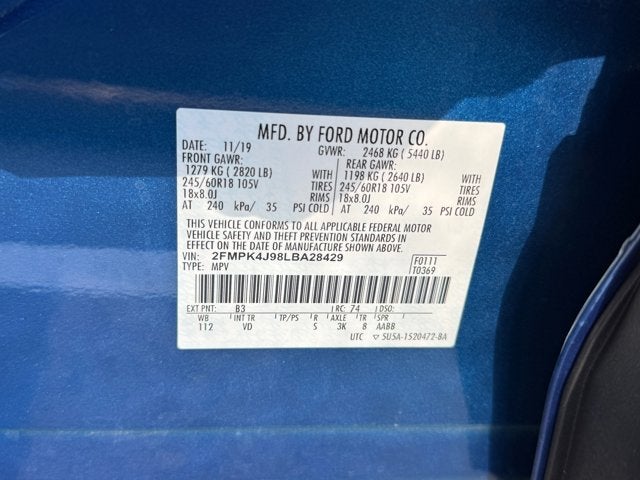 MFD. BY FORD MOTOR CO.
DATE: 11/19 GVWR: 2468 KG ( 5440 LB)
FRONT GAWR: REAR GAWR:
1279 KG ( 2820 LB) WITH 1198 KG ( 2640 LB) WITH
245/60R18 105V TIRES 245/60R18 105V TIRES
18x8.0J RIMS 18x8.0J RIMS
AT 240 kPa/ 35 PSI COLD AT 240 kPa/ 35 PSI COLD
THIS VEHICLE CONFORMS TO ALL APPLICABLE FEDERAL MOTOR
VEHICLE SAFETY AND THEFT PREVENTION STANDARDS IN
EFFECT ON THE DATE OF MANUFACTURE SHOWN ABOVE.
VIN: 2FMPK4J98LBA28429 F0111
TYPE: MPV T0369
EXT PNT: B3 RC: 74 DSO:
WB INT TR TP/PS R AXLE TR SPR
112 VD S 3K 8 AABB
UTC ▽ 5U5A-1520472-BA